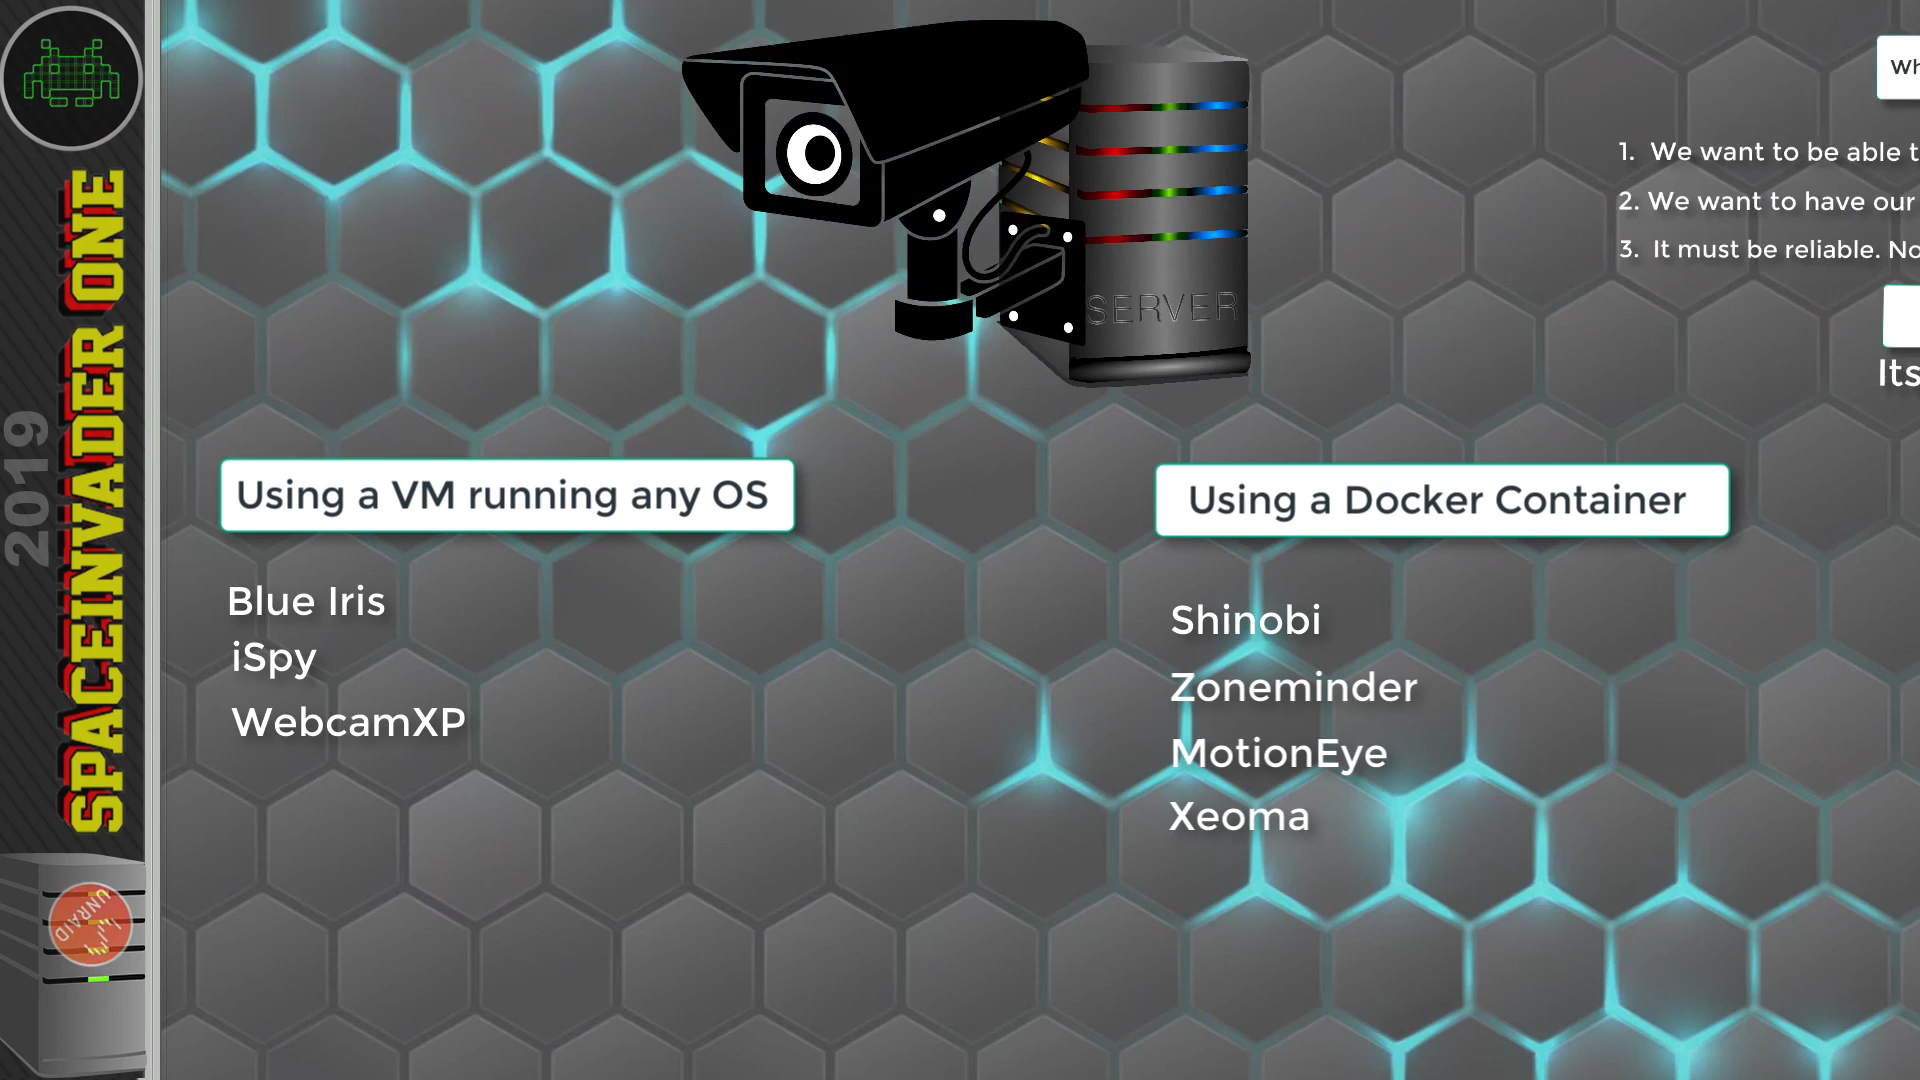 2019
SPACEINVADER ONE
UNRAID
SERVER
Using a VM running any OS
Blue Iris
iSpy
WebcamXP
Using a Docker Container
Shinobi
Zoneminder
MotionEye
Xeoma
Wh
1. We want to be able t
2. We want to have our
3. It must be reliable. No
Its